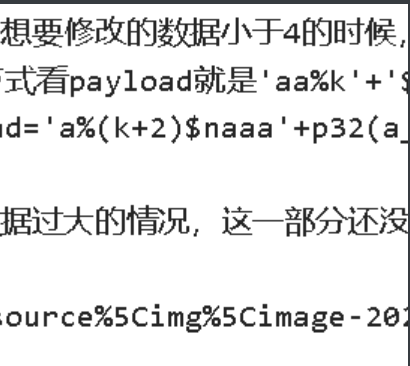 想要修改的数据小于4的时候,
式看payload就是'aa%k'+'$
d='a%(k+2)$naaa'+p32(a_
据过大的情况，这一部分还没
source%5Cimg%5Cimage-202